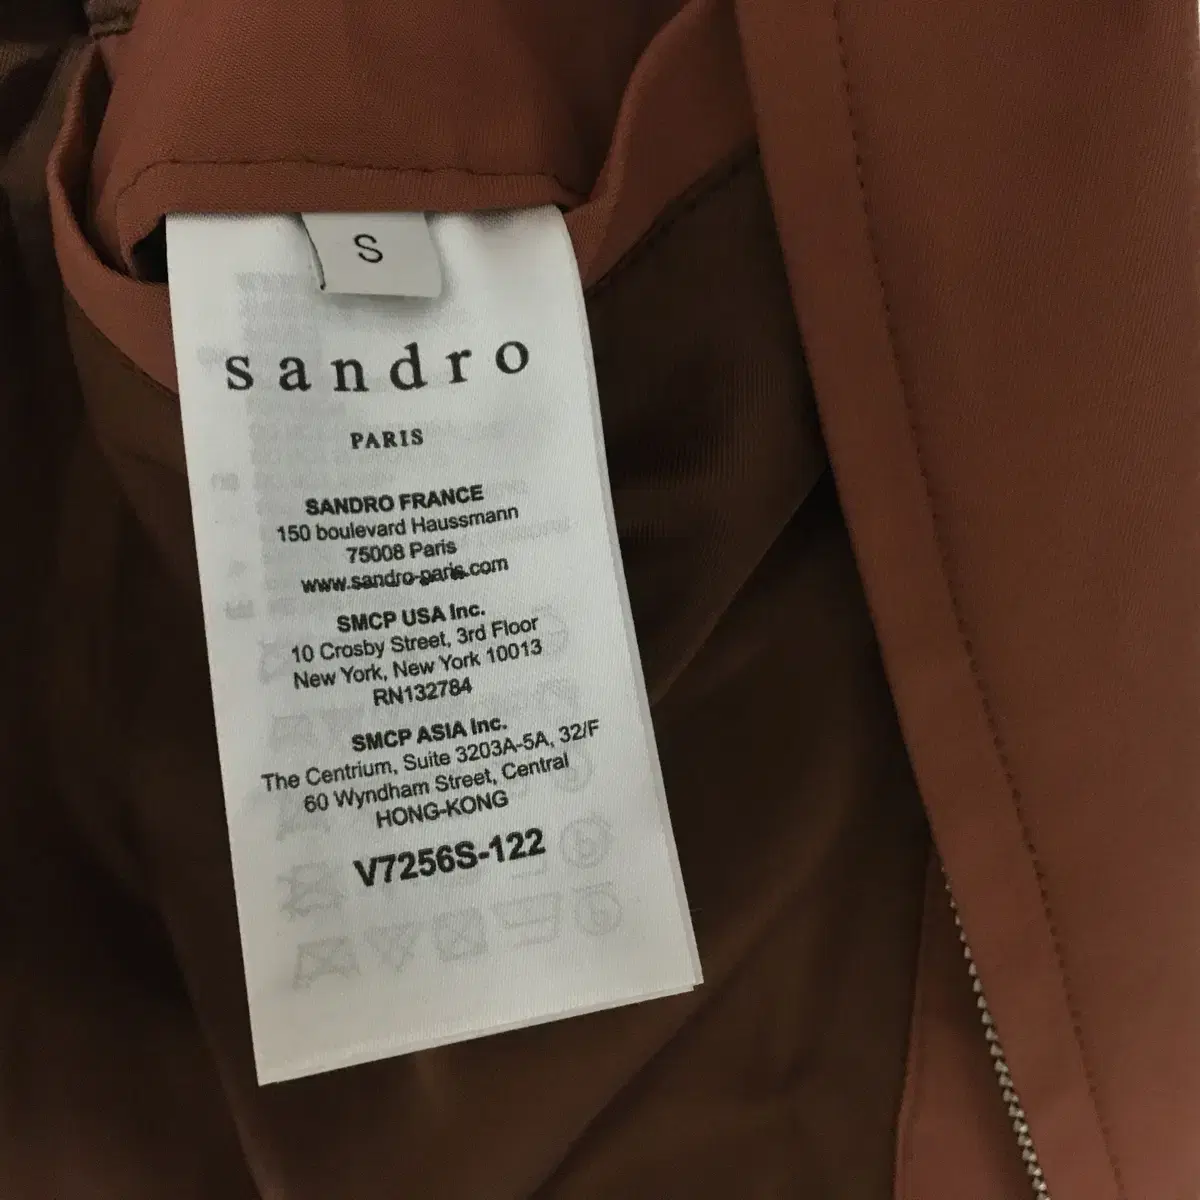 S
sandro
PARIS
SANDRO FRANCE
150 boulevard Haussmann
75008 Paris
www.sandro-paris.com
SMCP USA Inc.
10 Crosby Street, 3rd Floor
New York, New York 10013
RN132784
SMCP ASIA Inc.
The Centrium, Suite 3203A-5A, 32/F
60 Wyndham Street, Central
HONG-KONG
V7256S-122